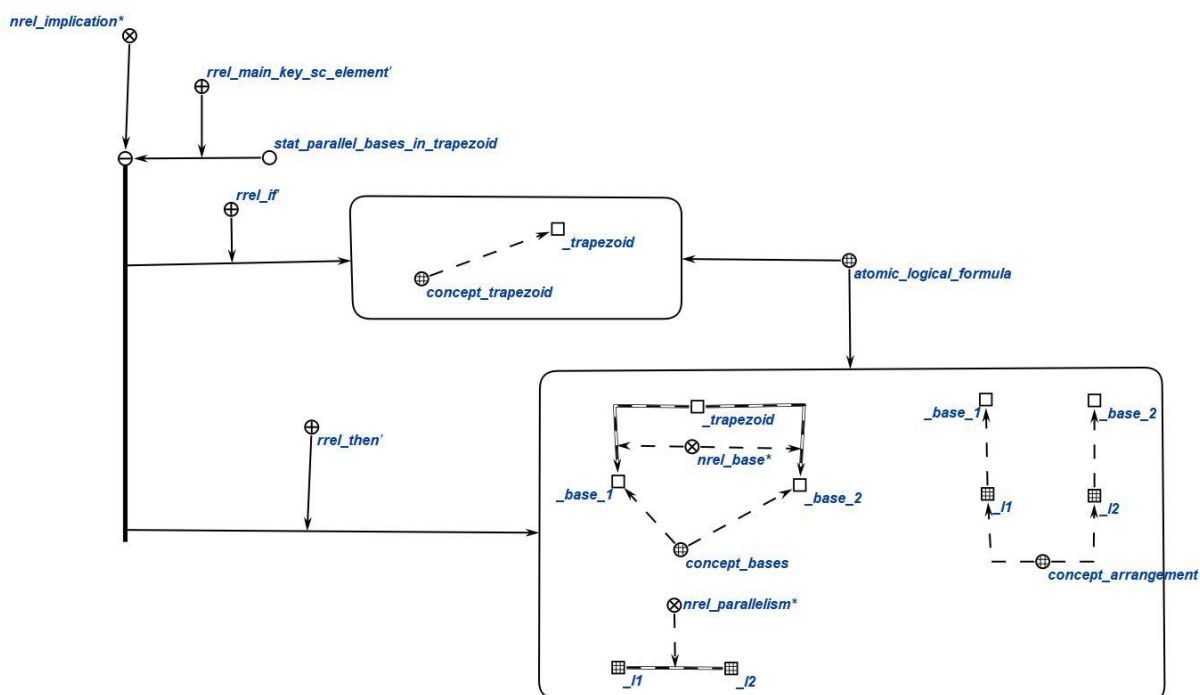 nrel_implication*
rrel_main_key_sc_element'
stat_parallel_bases_in_trapezoid
rrel_if'
_trapezoid
concept_trapezoid
atomic_logical_formula
_trapezoid
_base_1
_base_2
rrel_then'
nrel_base*
_base_1
_base_2
_l1
_l2
concept_bases
concept_arrangement
nrel_parallelism*
_l1
_l2